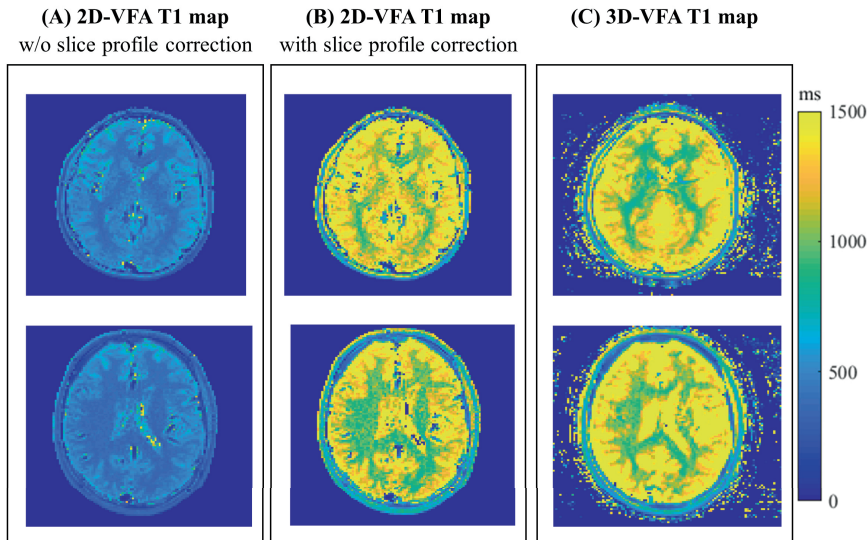 (A) 2D-VFA T1 map
w/o slice profile correction
(B) 2D-VFA T1 map
with slice profile correction
(C) 3D-VFA T1 map
ms
1500
1000
500
0